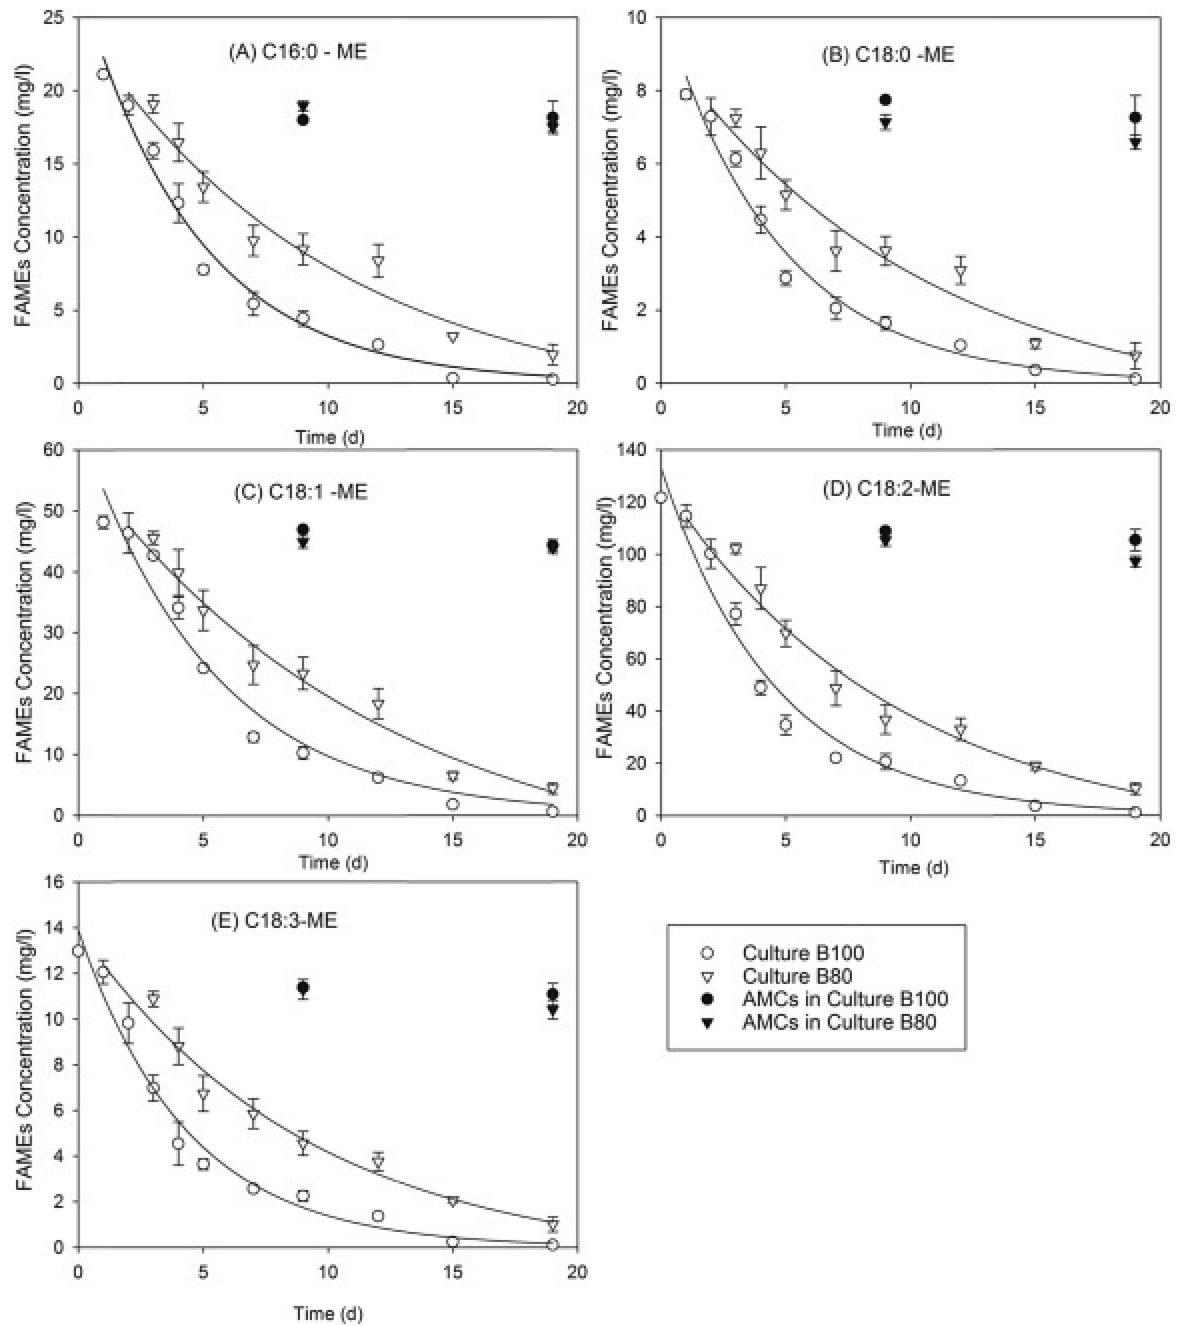 (A) C16:0 - ME
FAMEs Concentration (mg/l)
25
20
15
10
5
0
0 5 10 15 20
Time (d)
(B) C18:0 -ME
FAMEs Concentration (mg/l)
10
8
6
4
2
0
0 5 10 15 20
Time (d)
(C) C18:1 -ME
FAMEs Concentration (mg/l)
60
50
40
30
20
10
0
0 5 10 15 20
Time (d)
(D) C18:2-ME
FAMEs Concentration (mg/l)
140
120
100
80
60
40
20
0
0 5 10 15 20
Time (d)
(E) C18:3-ME
FAMEs Concentration (mg/l)
16
14
12
10
8
6
4
2
0
0 5 10 15 20
Time (d)
Culture B100
Culture B80
AMCs in Culture B100
AMCs in Culture B80